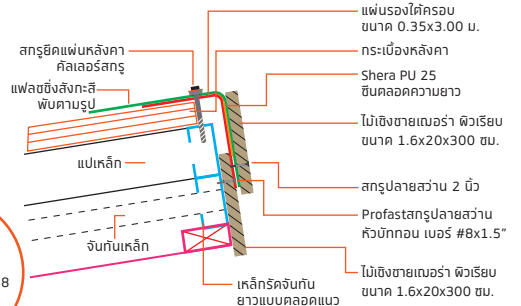 แผ่นรองใต้ครอบ
ขนาด 0.35x3.00 ม.
สกรูยึดแผ่นหลังคา
คัลเลอร์สกรู
กระเบื้องหลังคา
แฟลชชิ่งสังกะสี
พับตามรูป
Shera PU 25
ซีนตลอดความยาว
ไม้เชิงชายเฌอร่า ผิวเรียบ
ขนาด 1.6x20x300 ซม.
แปเหล็ก
สกรูปลายสว่าน 2 นิ้ว
Profastสกรูปลายสว่าน
หัวบักทอน เบอร์ #8x1.5"
จันทันเหล็ก
8
ไม้เชิงชายเฌอร่า ผิวเรียบ
ขนาด 1.6x20x300 ซม.
เหล็กรัดจันทัน
ยาวแบบตลอดแนว